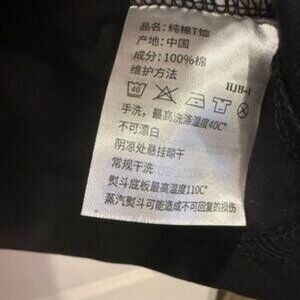 品名:纯棉T恤
产地:中国
成分:100%棉
维护方法
40
HJH-1
手洗，最高洗涤温度40C°
不可漂白
阴凉处悬挂晾干
常规干洗
熨斗底板最高温度110C°
蒸汽熨斗可能造成不可回复的损伤